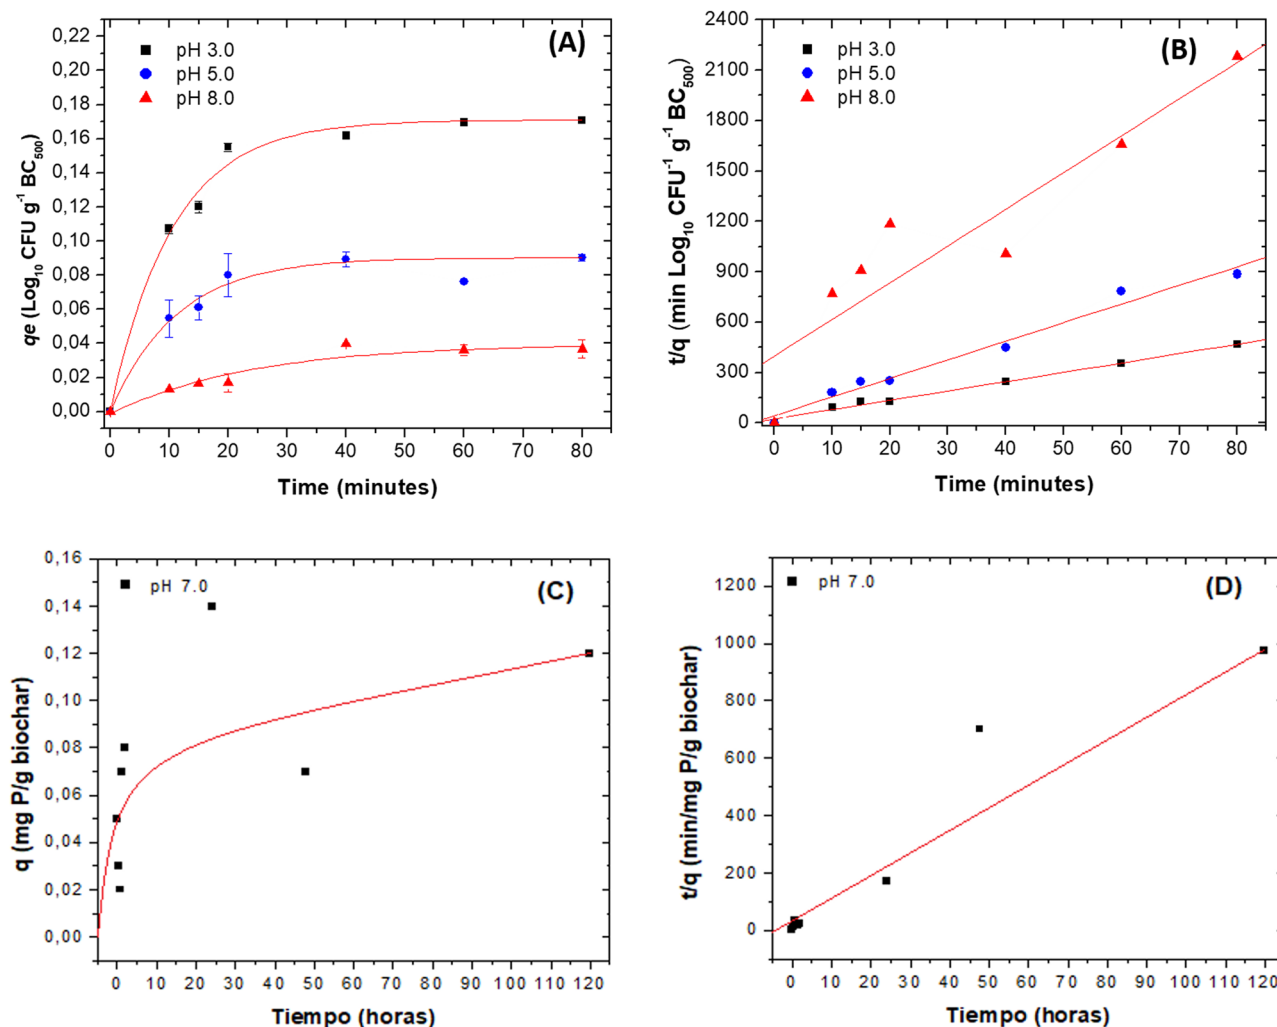 (A)
pH 3.0
pH 5.0
pH 8.0
0,22
0,20
0,18
0,16
0,14
0,12
0,10
0,08
0,06
0,04
0,02
0,00
qe (Log10 CFU g-1 BC500)
0 10 20 30 40 50 60 70 80
Time (minutes)
(B)
pH 3.0
pH 5.0
pH 8.0
2400
2100
1800
1500
1200
900
600
300
0
t/q (min Log10 CFU-1 g-1 BC500)
0 10 20 30 40 50 60 70 80
Time (minutes)
(C)
pH 7.0
0,16
0,14
0,12
0,10
0,08
0,06
0,04
0,02
0,00
q (mg P/g biochar)
0 10 20 30 40 50 60 70 80 90 100 110 120
Tiempo (horas)
(D)
pH 7.0
1200
1000
800
600
400
200
0
t/q (min/mg P/g biochar)
0 10 20 30 40 50 60 70 80 90 100 110 120
Tiempo (horas)